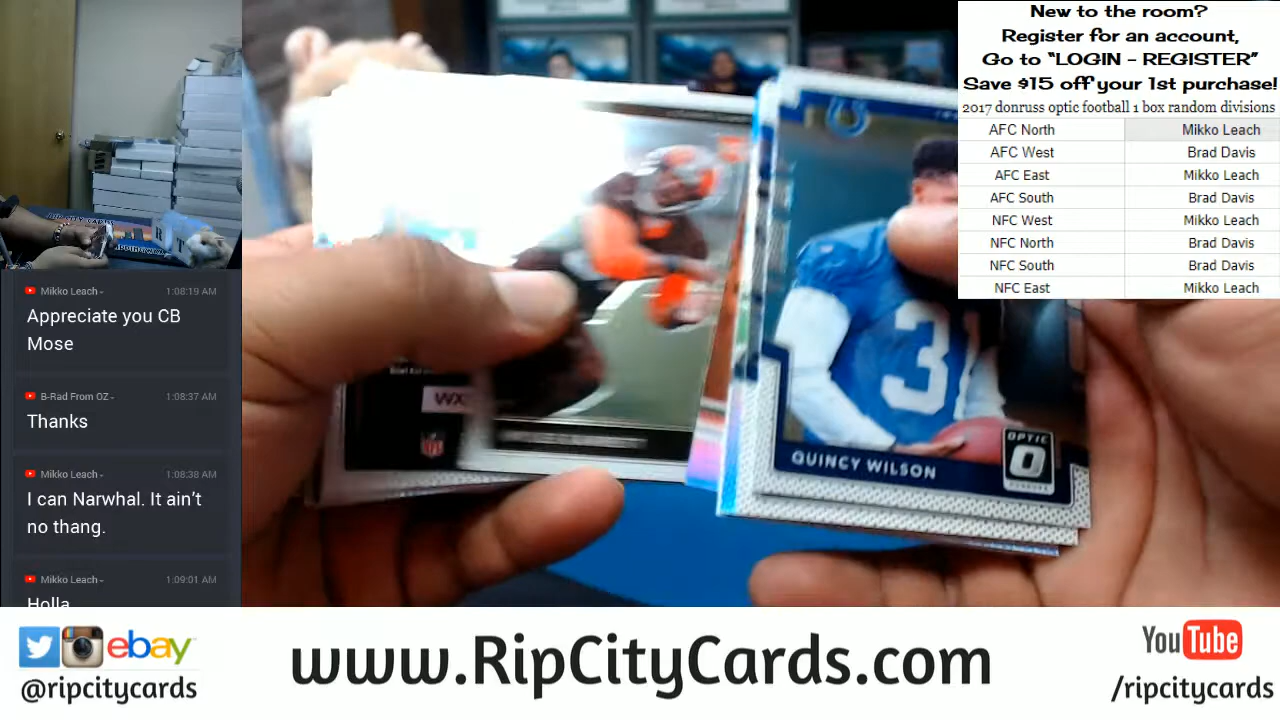 New to the room?
Register for an account,
Go to “LOGIN - REGISTER”
Save $15 off your 1st purchase!
2017 donruss optic football 1 box random divisions
AFC North Mikko Leach
AFC West Brad Davis
AFC East Mikko Leach
AFC South Brad Davis
NFC West Mikko Leach
NFC North Brad Davis
NFC South Brad Davis
NFC East Mikko Leach
Mikko Leach 1:08:19 AM
Appreciate you CB
Mose
B-Rad From OZ 1:08:37 AM
Thanks
Mikko Leach 1:08:38 AM
I can Narwhal. It ain't
no thang.
Mikko Leach 1:09:01 AM
Holla
WX
NFL
3
QUINCY WILSON
OPTIC
ebay
@ripcitycards
www.RipCityCards.com
YouTube
/ripcitycards